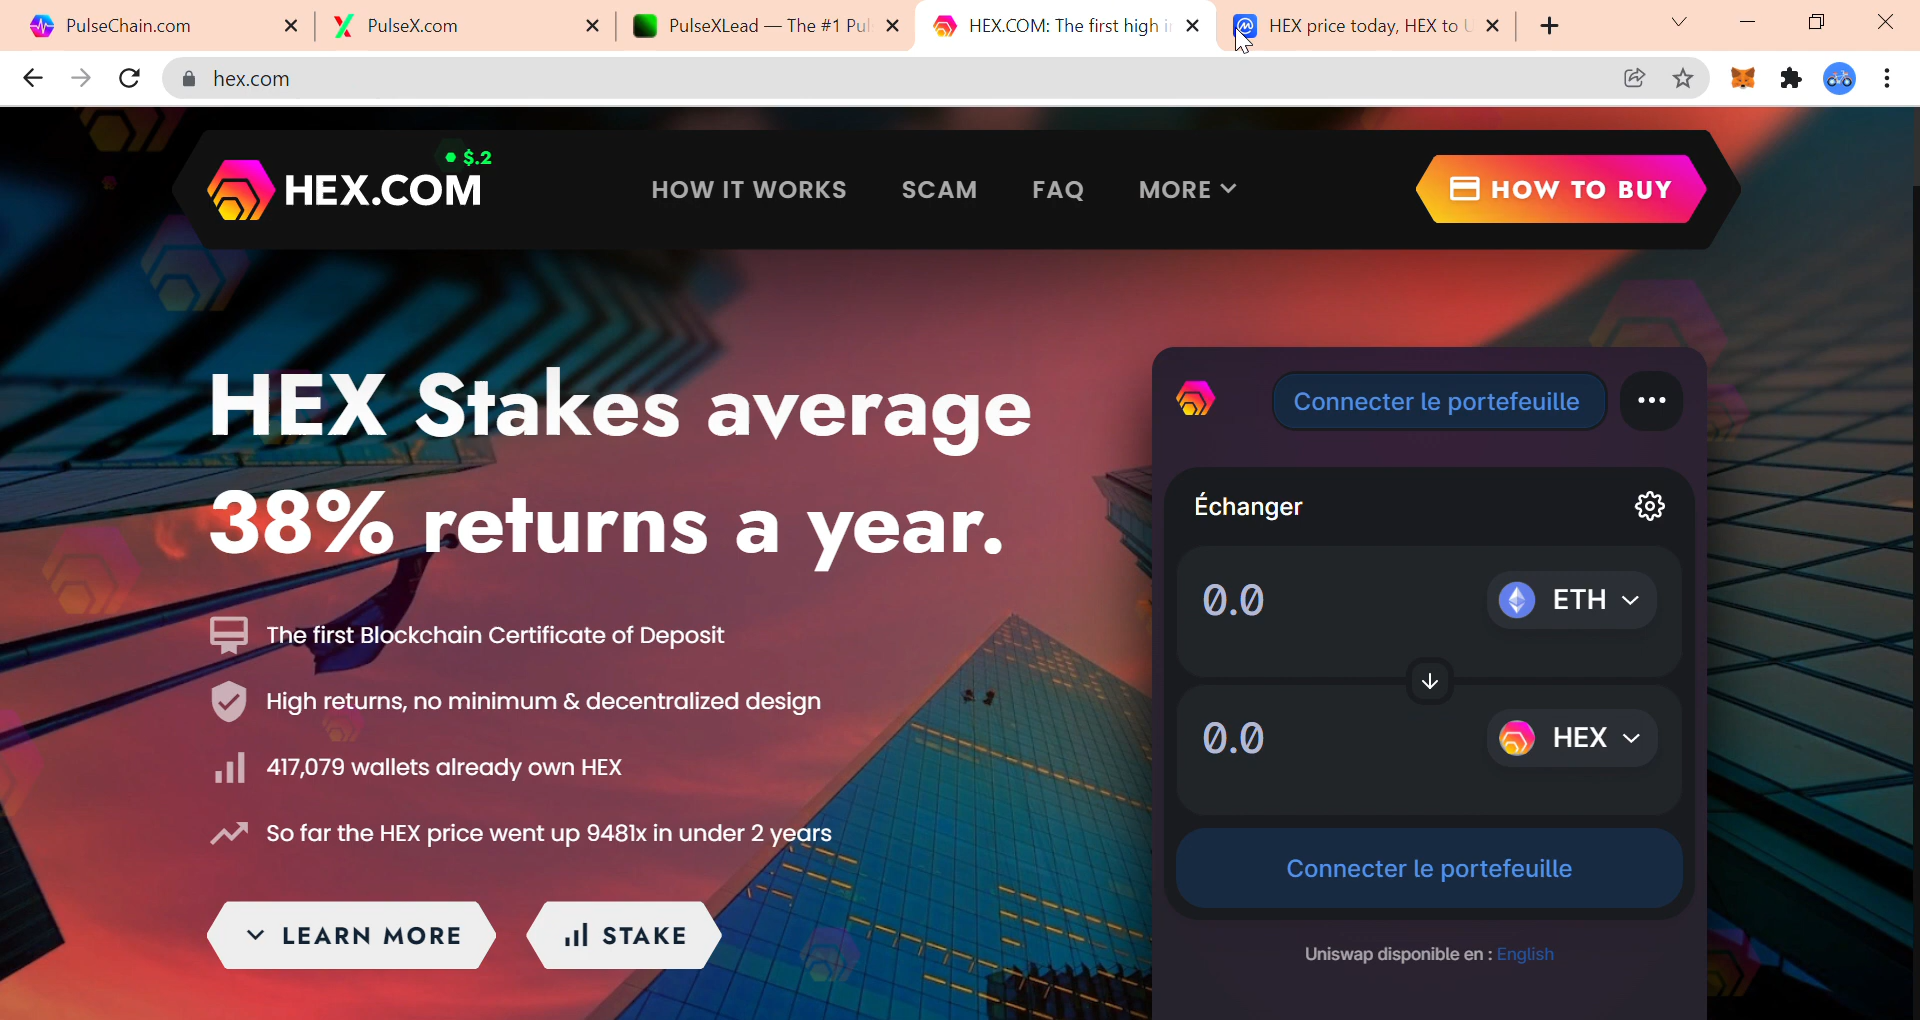 PulseChain.com
PulseX.com
PulseXLead — The #1 Pul
HEX.COM: The first high i
HEX price today, HEX to U
hex.com
$.2
HEX.COM
HOW IT WORKS
SCAM
FAQ
MORE
HOW TO BUY
HEX Stakes average
38% returns a year.
The first Blockchain Certificate of Deposit
High returns, no minimum & decentralized design
417,079 wallets already own HEX
So far the HEX price went up 9481x in under 2 years
LEARN MORE
STAKE
Connecter le portefeuille
Échanger
0.0
ETH
0.0
HEX
Connecter le portefeuille
Uniswap disponible en : English